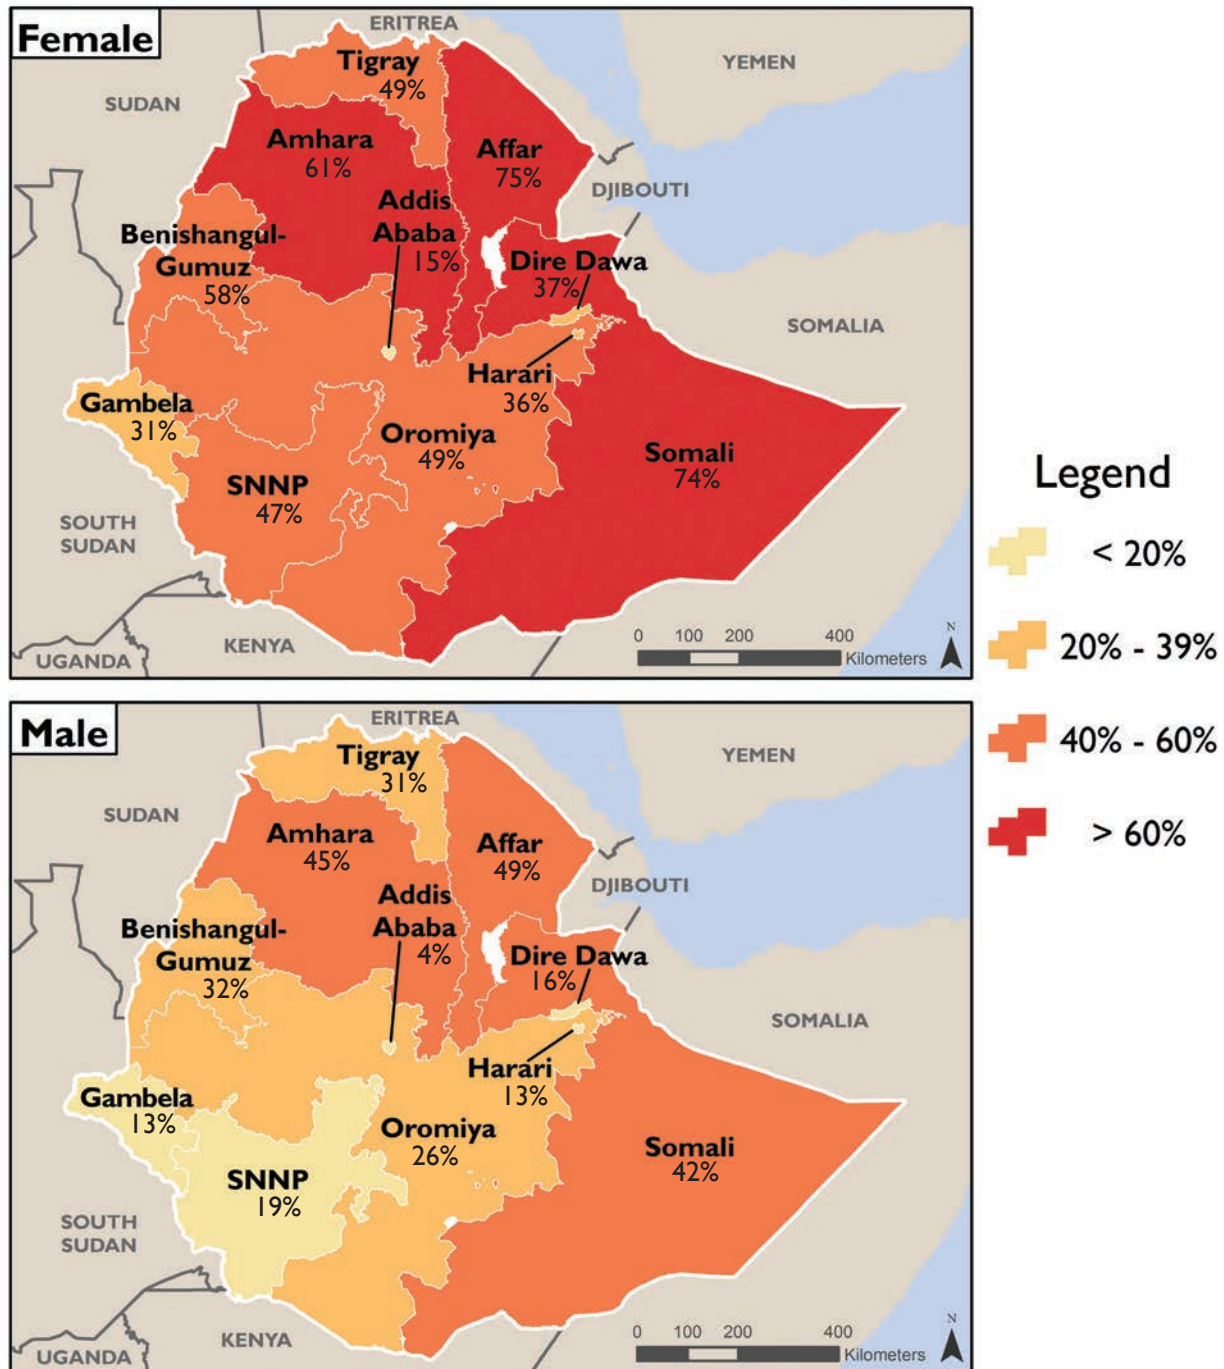 Female
ERITREA
YEMEN
Tigray
49%
SUDAN
Amhara
61%
Affar
75%
Addis
Ababa
15%
DJIBOUTI
Benishangul-
Gumuz
58%
Dire Dawa
37%
SOMALIA
Harari
36%
Gambela
31%
Oromiya
49%
Somali
74%
SNNP
47%
SOUTH
SUDAN
KENYA
UGANDA
0 100 200 400
Kilometers
N
Legend
< 20%
20% - 39%
40% - 60%
> 60%
Male
ERITREA
YEMEN
Tigray
31%
SUDAN
Amhara
45%
Affar
49%
Addis
Ababa
4%
DJIBOUTI
Benishangul-
Gumuz
32%
Dire Dawa
16%
SOMALIA
Harari
13%
Gambela
13%
Oromiya
26%
Somali
42%
SNNP
19%
SOUTH
SUDAN
KENYA
UGANDA
0 100 200 400
Kilometers
N